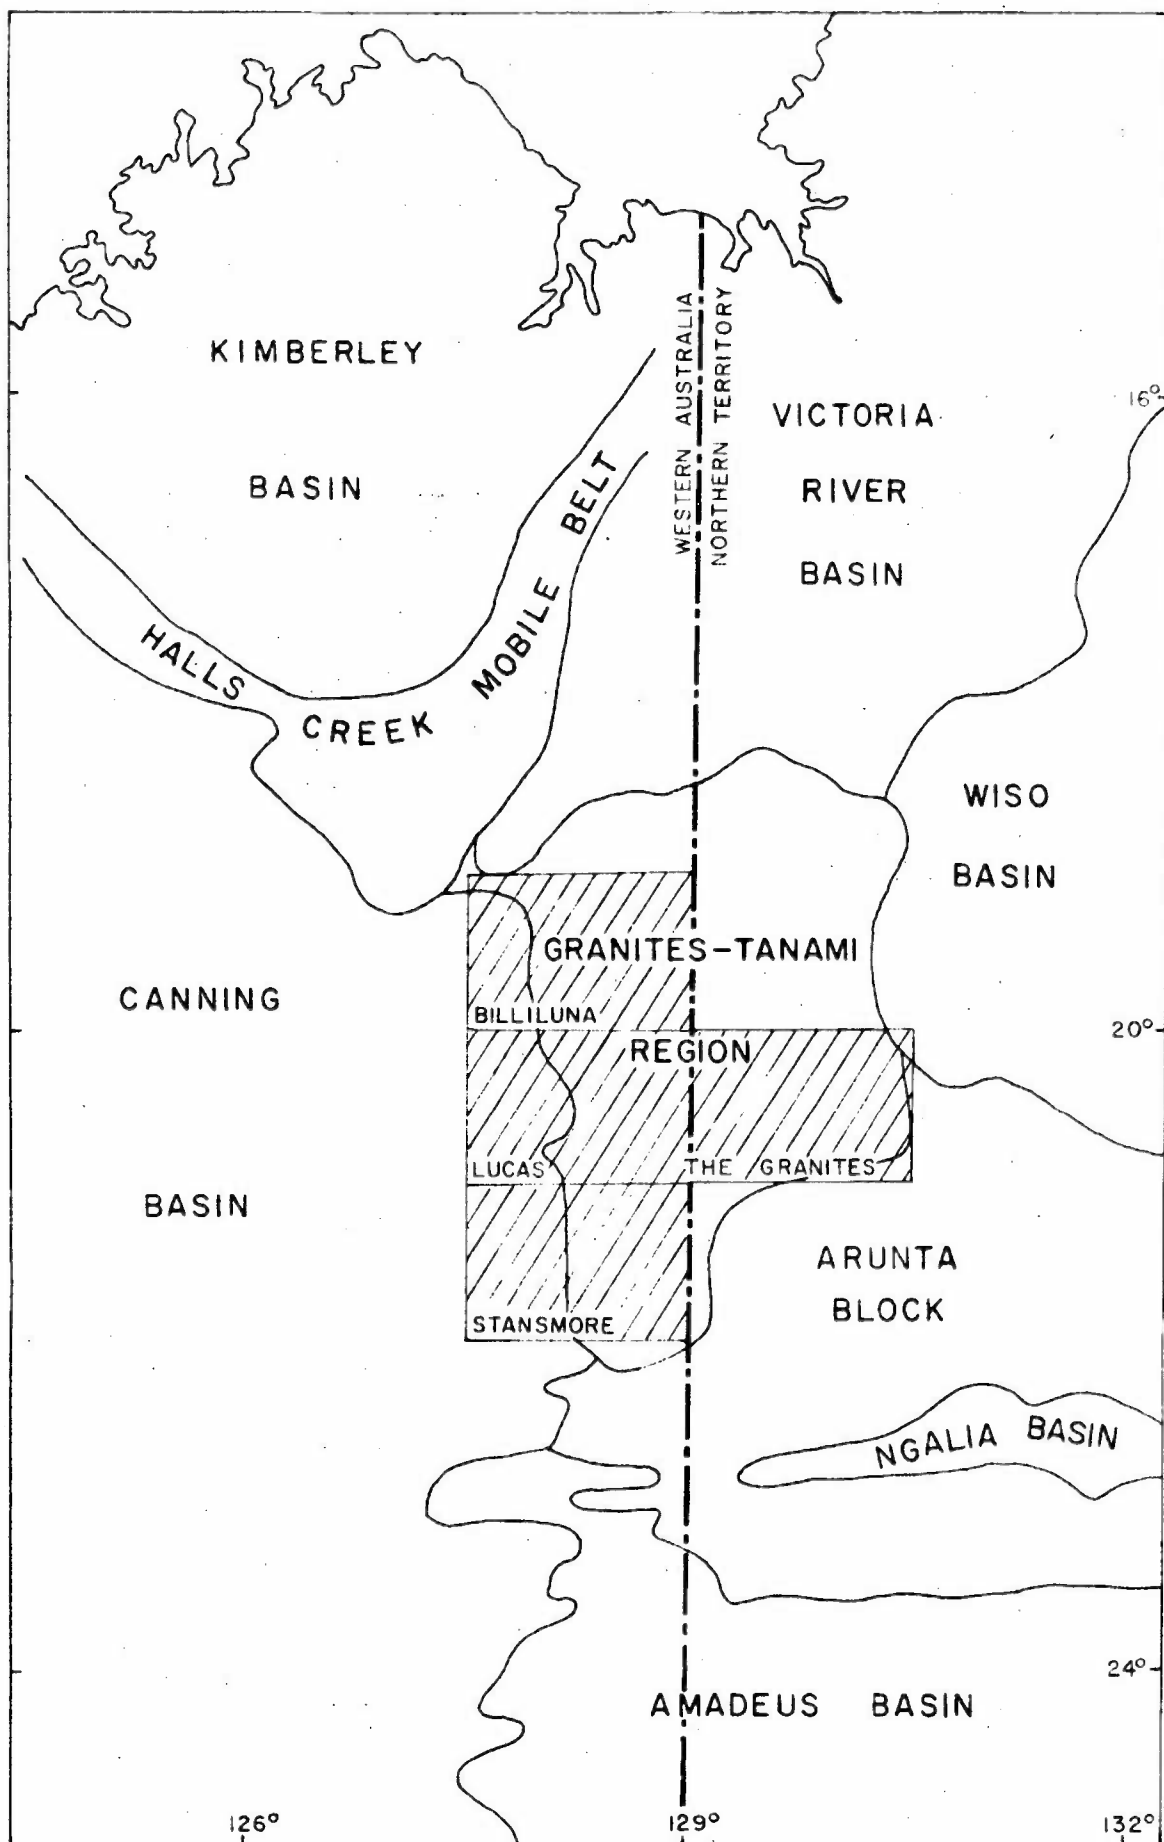 KIMBERLEY
BASIN
WESTERN AUSTRALIA
NORTHERN TERRITORY
VICTORIA
RIVER
BASIN
16°
HALLS
CREEK
MOBILE
BELT
WISO
BASIN
GRANITES-TANAMI
REGION
BILLILUNA
CANNING
BASIN
20°
LUCAS
THE GRANITES
STANSMORE
ARUNTA
BLOCK
NGALIA BASIN
24°
AMADEUS BASIN
126°
129°
132°